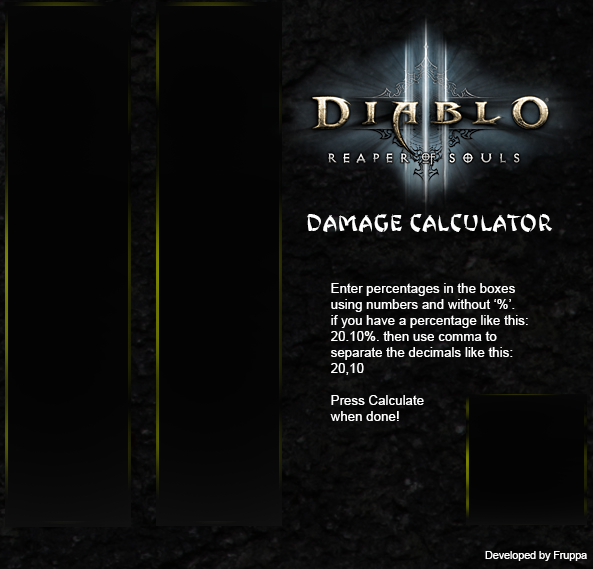 DIABLO
REAPER OF SOULS
DAMAGE CALCULATOR
Enter percentages in the boxes
using numbers and without ‘%’.
if you have a percentage like this:
20.10%. then use comma to
separate the decimals like this:
20,10
Press Calculate
when done!
Developed by Fruppa